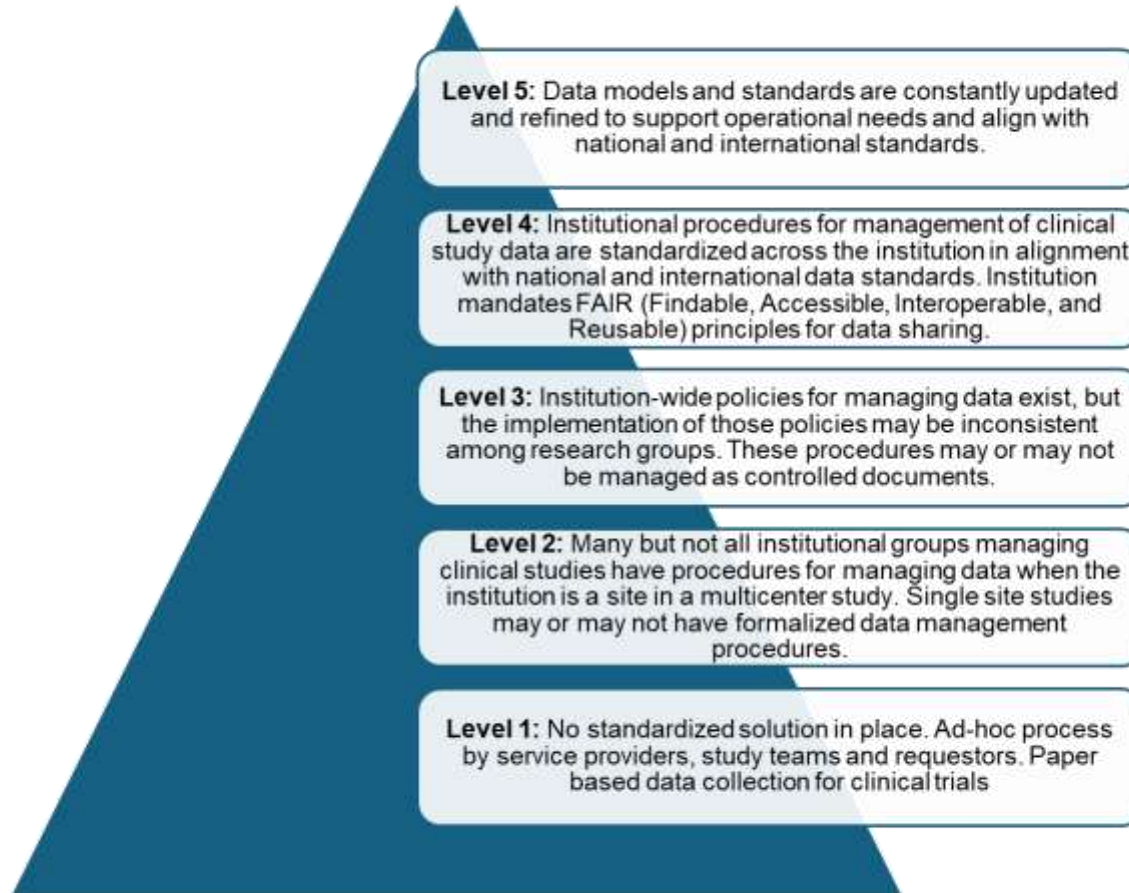 Level 5: Data models and standards are constantly updated
and refined to support operational needs and align with
national and international standards.
Level 4: Institutional procedures for management of clinical
study data are standardized across the institution in alignment
with national and international data standards. Institution
mandates FAIR (Findable, Accessible, Interoperable, and
Reusable) principles for data sharing.
Level 3: Institution-wide policies for managing data exist, but
the implementation of those policies may be inconsistent
among research groups. These procedures may or may not
be managed as controlled documents.
Level 2: Many but not all institutional groups managing
clinical studies have procedures for managing data when the
institution is a site in a multicenter study. Single site studies
may or may not have formalized data management
procedures.
Level 1: No standardized solution in place. Ad-hoc process
by service providers, study teams and requestors. Paper
based data collection for clinical trials